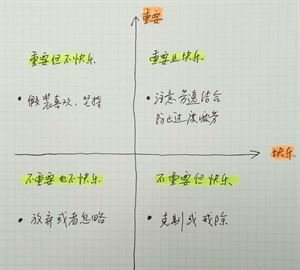 重要
重要但不快乐
重要且快乐
• 假装喜欢,坚持
• 注意劳逸结合
防止过度疲劳
快乐
不重要也不快乐
不重要但快乐
• 放弃或者忽略
• 克制或戒除